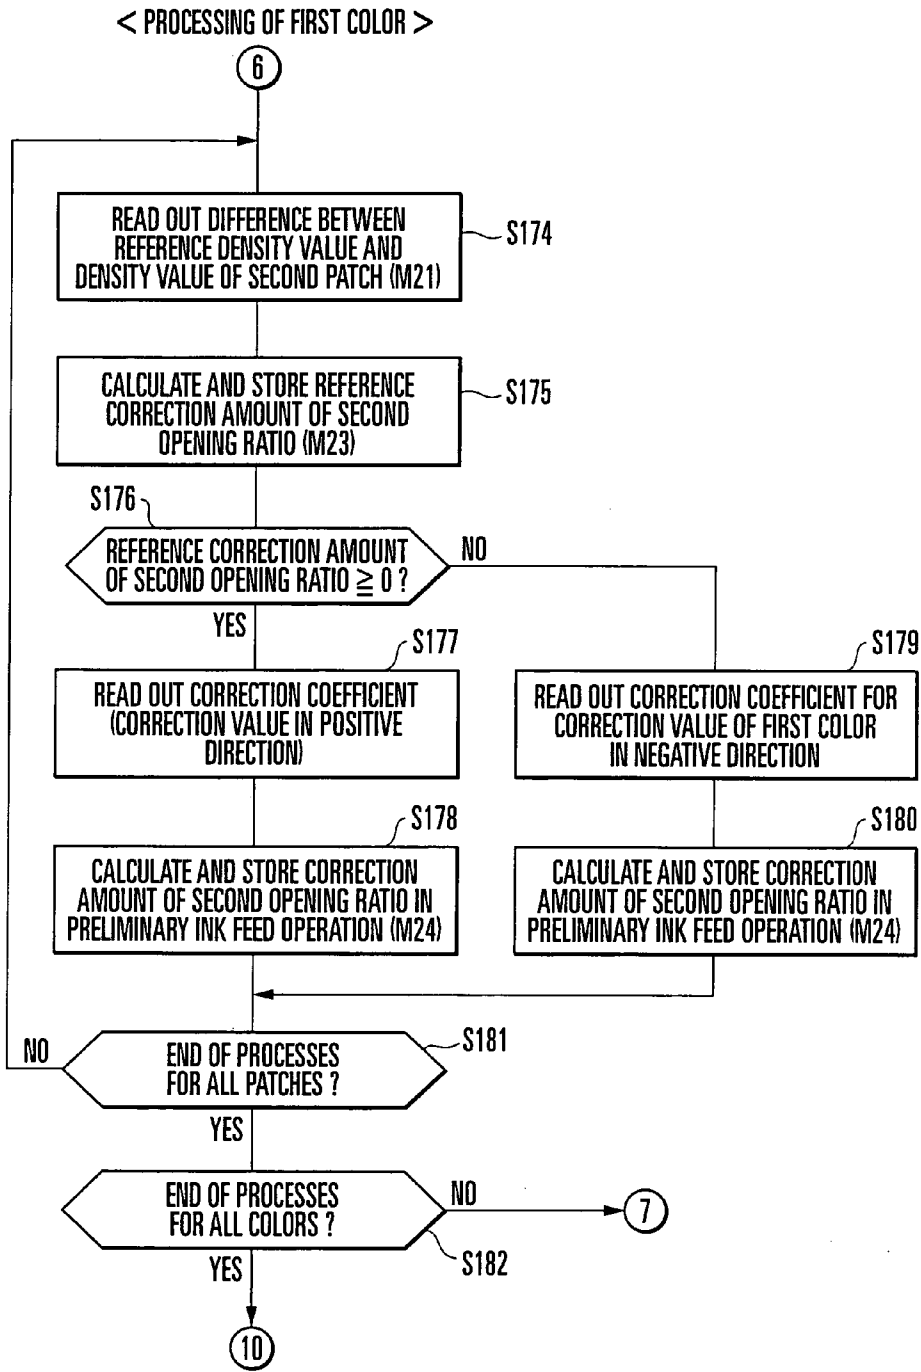 < PROCESSING OF FIRST COLOR >
6
READ OUT DIFFERENCE BETWEEN
REFERENCE DENSITY VALUE AND
DENSITY VALUE OF SECOND PATCH (M21)
S174
CALCULATE AND STORE REFERENCE
CORRECTION AMOUNT OF SECOND
OPENING RATIO (M23)
S175
S176
REFERENCE CORRECTION AMOUNT
OF SECOND OPENING RATIO ≧ 0 ?
NO
YES
S177
READ OUT CORRECTION COEFFICIENT
(CORRECTION VALUE IN POSITIVE
DIRECTION)
S179
READ OUT CORRECTION COEFFICIENT FOR
CORRECTION VALUE OF FIRST COLOR
IN NEGATIVE DIRECTION
S178
CALCULATE AND STORE CORRECTION
AMOUNT OF SECOND OPENING RATIO IN
PRELIMINARY INK FEED OPERATION (M24)
S180
CALCULATE AND STORE CORRECTION
AMOUNT OF SECOND OPENING RATIO IN
PRELIMINARY INK FEED OPERATION (M24)
NO
END OF PROCESSES
FOR ALL PATCHES ?
S181
YES
END OF PROCESSES
FOR ALL COLORS ?
NO
7
S182
YES
10